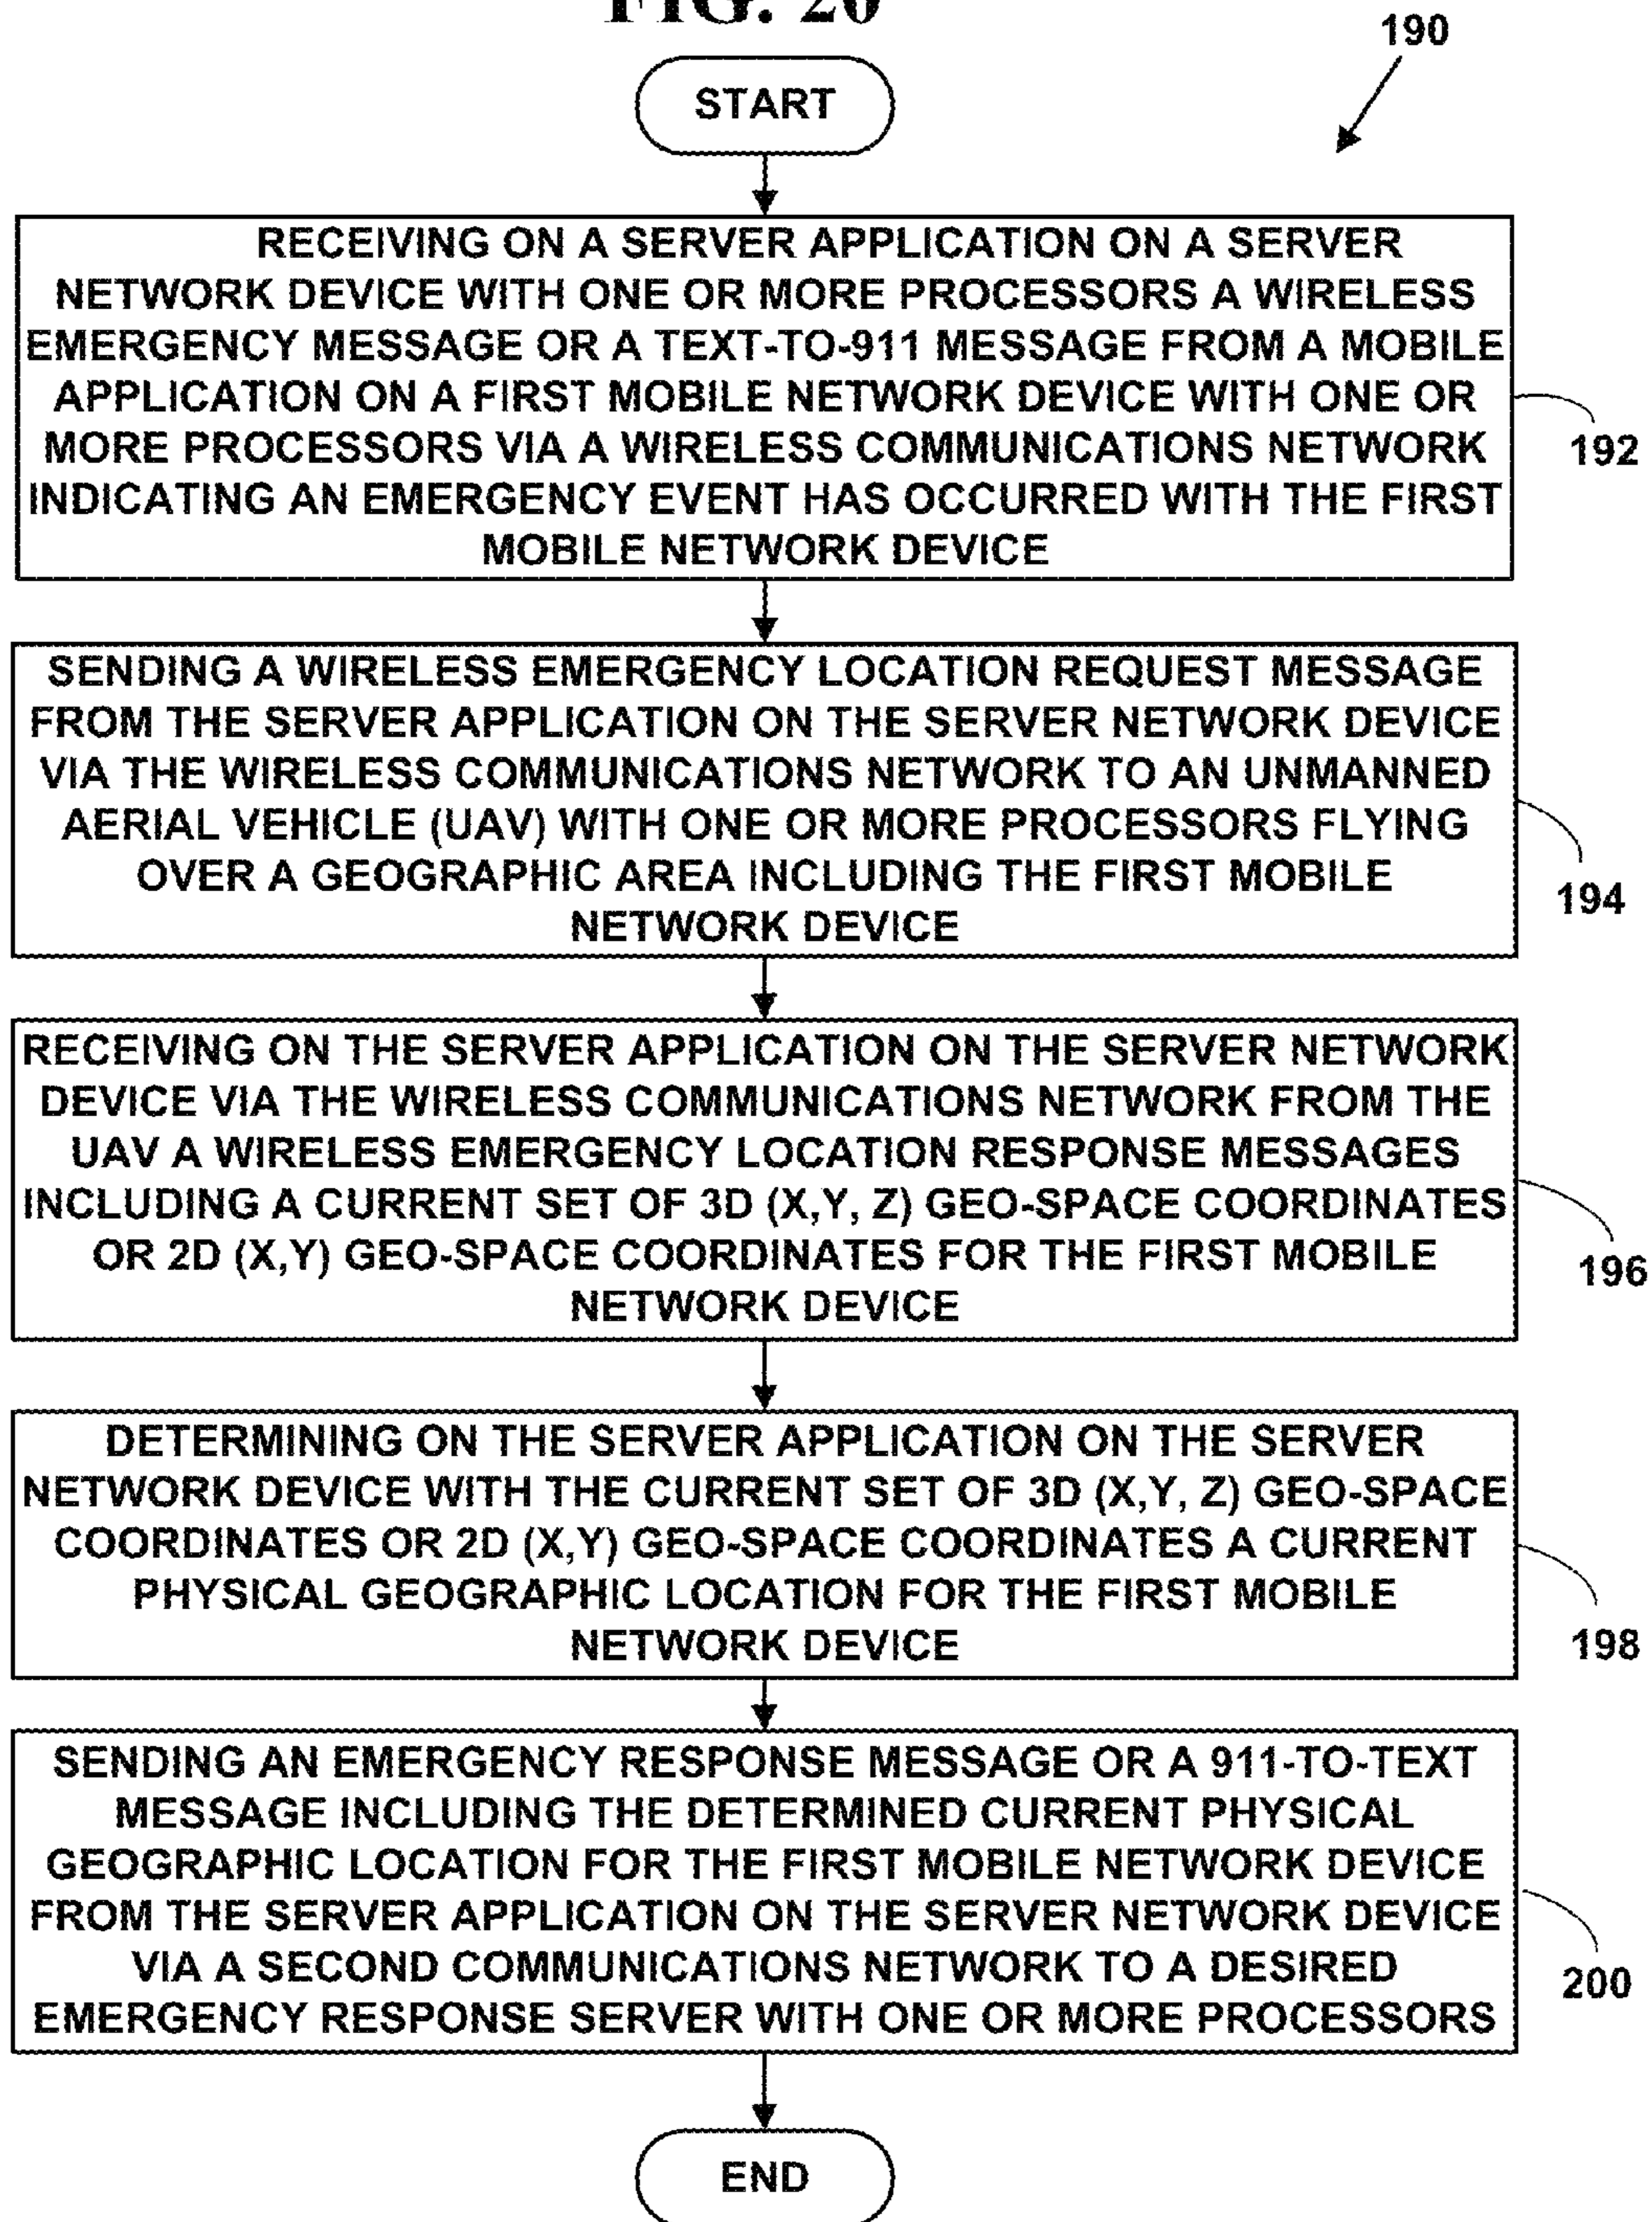 FIG. 20
190
START
RECEIVING ON A SERVER APPLICATION ON A SERVER
NETWORK DEVICE WITH ONE OR MORE PROCESSORS A WIRELESS
EMERGENCY MESSAGE OR A TEXT-TO-911 MESSAGE FROM A MOBILE
APPLICATION ON A FIRST MOBILE NETWORK DEVICE WITH ONE OR
MORE PROCESSORS VIA A WIRELESS COMMUNICATIONS NETWORK
INDICATING AN EMERGENCY EVENT HAS OCCURRED WITH THE FIRST
MOBILE NETWORK DEVICE
192
SENDING A WIRELESS EMERGENCY LOCATION REQUEST MESSAGE
FROM THE SERVER APPLICATION ON THE SERVER NETWORK DEVICE
VIA THE WIRELESS COMMUNICATIONS NETWORK TO AN UNMANNED
AERIAL VEHICLE (UAV) WITH ONE OR MORE PROCESSORS FLYING
OVER A GEOGRAPHIC AREA INCLUDING THE FIRST MOBILE
NETWORK DEVICE
194
RECEIVING ON THE SERVER APPLICATION ON THE SERVER NETWORK
DEVICE VIA THE WIRELESS COMMUNICATIONS NETWORK FROM THE
UAV A WIRELESS EMERGENCY LOCATION RESPONSE MESSAGES
INCLUDING A CURRENT SET OF 3D (X,Y, Z) GEO-SPACE COORDINATES
OR 2D (X,Y) GEO-SPACE COORDINATES FOR THE FIRST MOBILE
NETWORK DEVICE
196
DETERMINING ON THE SERVER APPLICATION ON THE SERVER
NETWORK DEVICE WITH THE CURRENT SET OF 3D (X,Y, Z) GEO-SPACE
COORDINATES OR 2D (X,Y) GEO-SPACE COORDINATES A CURRENT
PHYSICAL GEOGRAPHIC LOCATION FOR THE FIRST MOBILE
NETWORK DEVICE
198
SENDING AN EMERGENCY RESPONSE MESSAGE OR A 911-TO-TEXT
MESSAGE INCLUDING THE DETERMINED CURRENT PHYSICAL
GEOGRAPHIC LOCATION FOR THE FIRST MOBILE NETWORK DEVICE
FROM THE SERVER APPLICATION ON THE SERVER NETWORK DEVICE
VIA A SECOND COMMUNICATIONS NETWORK TO A DESIRED
EMERGENCY RESPONSE SERVER WITH ONE OR MORE PROCESSORS
200
END